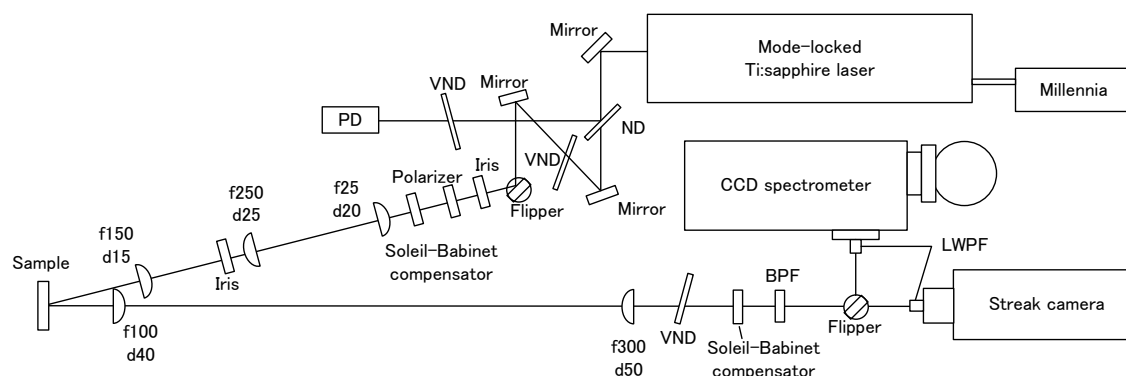 Mirror
Mode-locked
Ti:sapphire laser
Millennia
VND
Mirror
PD
ND
VND
Iris
Polarizer
Flipper
Mirror
CCD spectrometer
f25
d20
f250
d25
Soleil-Babinet
compensator
f150
d15
Iris
Sample
f100
d40
LWPF
BPF
Streak camera
Flipper
VND
f300
d50
Soleil-Babinet
compensator